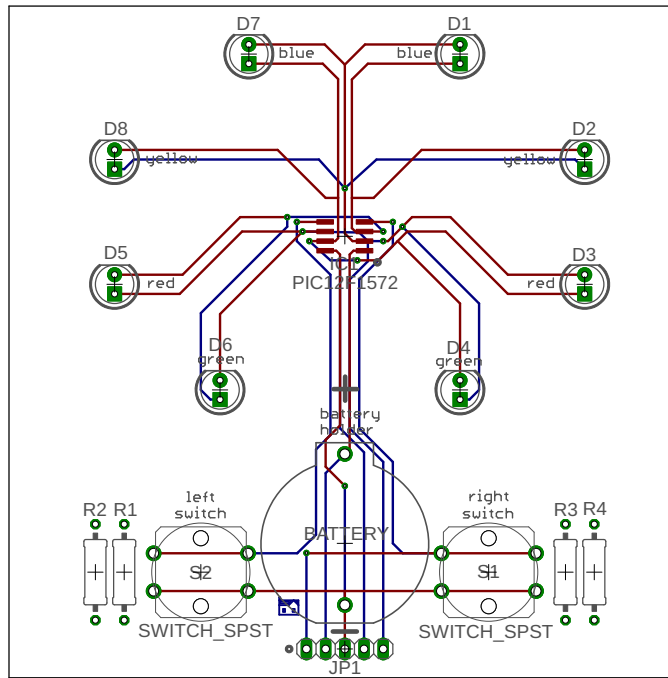 D7
D1
blue
blue
D8
D2
yellow
yellow
D5
D3
IC1
PIC12F1572
red
red
D6
D4
green
green
battery
holder
left
switch
right
switch
R2
R1
R3
R4
BATTERY
S2
S1
SWITCH_SPST
SWITCH_SPST
JP1